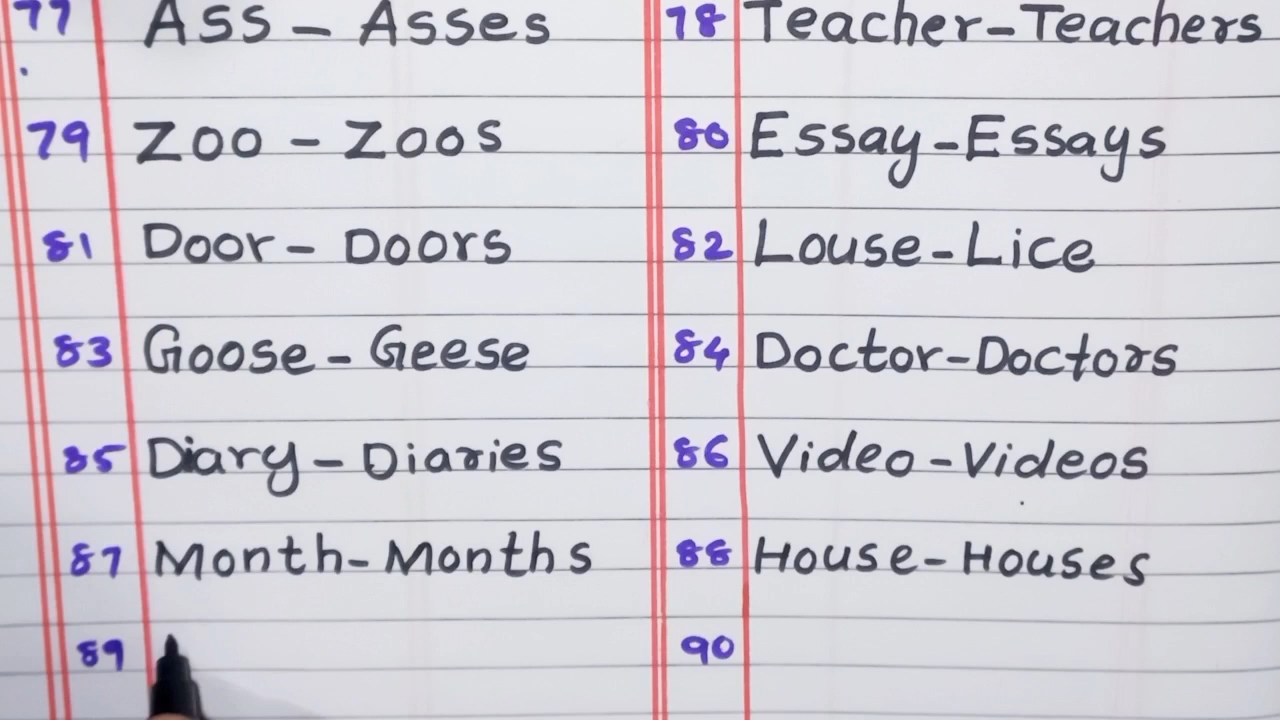 77 Ass - Asses 78 Teacher-Teachers
79 Zoo - Zoos 80 Essay-Essays
81 Door - Doors 82 Louse-Lice
83 Goose - Geese 84 Doctor-Doctors
85 Diary - Diaries 86 Video-Videos
87 Month-Months 88 House-Houses
89 90